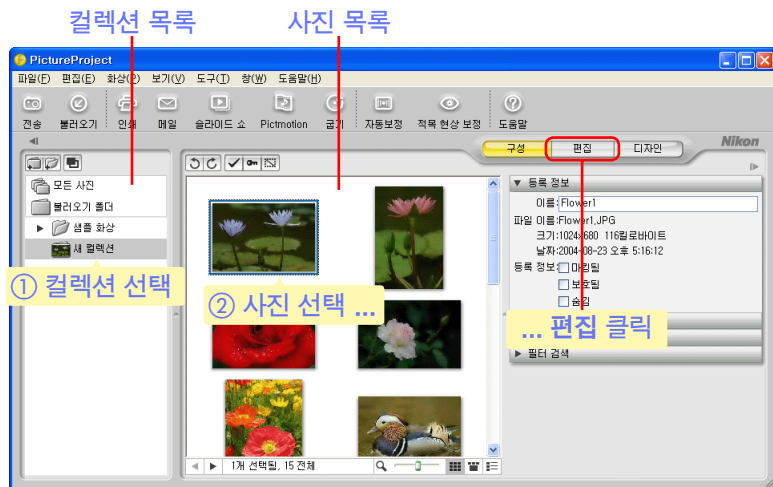 컬렉션 목록
사진 목록
PictureProject
파일(F) 편집(E) 화상(P) 보기(V) 도구(T) 창(W) 도움말(H)
전송 불러오기 인쇄 메일 슬라이드 쇼 Pictmotion 굽기 자동보정 적목 현상 보정 도움말
구성 편집 디자인 Nikon
모든 사진
불러오기 폴더
샘플 화상
새 컬렉션
① 컬렉션 선택
② 사진 선택 ...
1개 선택됨, 15 전체
등록 정보
이름: Flower1
파일 이름:Flower1.JPG
크기:1024x680 116킬로바이트
날짜:2004-08-23 오후 5:16:12
등록 정보: 마킹됨
보호됨
숨김
... 편집 클릭
필터 검색